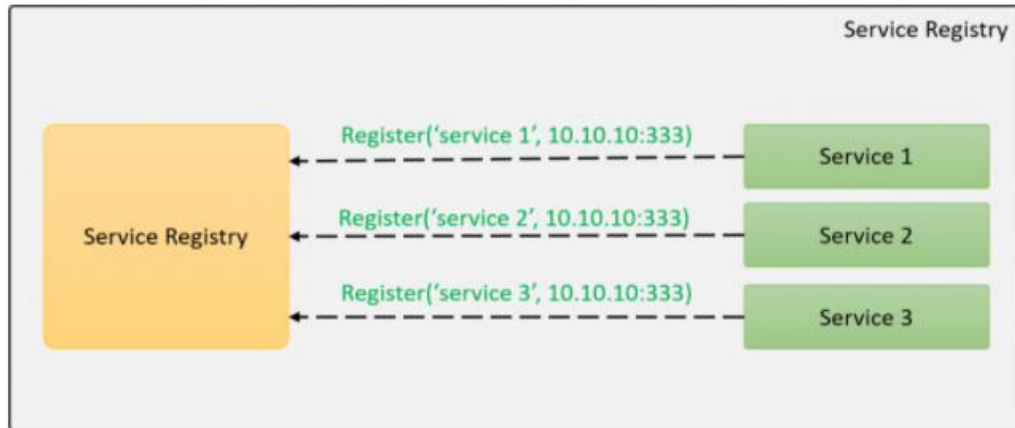 Service Registry
Register(‘service 1’, 10.10.10:333)
Service 1
Service Registry
Register(‘service 2’, 10.10.10:333)
Service 2
Register(‘service 3’, 10.10.10:333)
Service 3